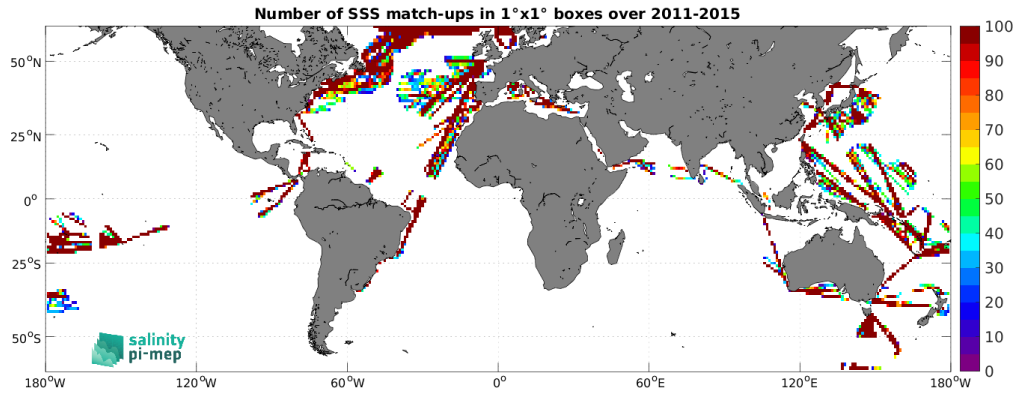 Number of SSS match-ups in 1°x1° boxes over 2011-2015
50°N
25°N
0°
25°S
50°S
180°W
120°W
60°W
0°
60°E
120°E
180°W
100
90
80
70
60
50
40
30
20
10
0
salinity
pi-mep